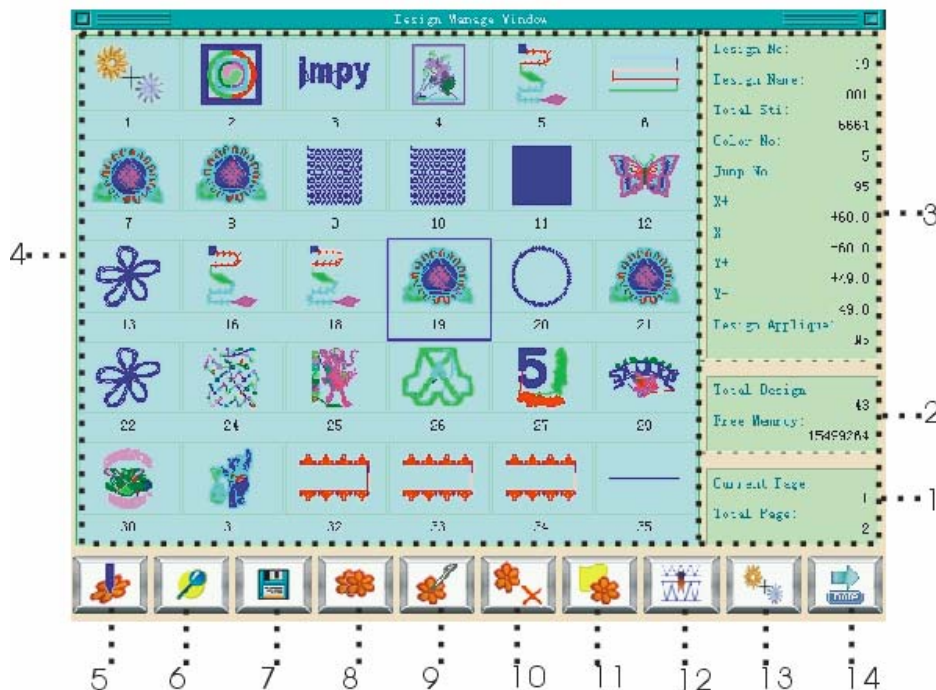 Design Manage Window
Design No:
19
Design Name:
001
Total Sti:
6664
Color No:
5
Jump No
95
X+
+60.0
X
-60.0
Y+
+49.0
Y-
49.0
Design Applique:
No
Total Design
43
Free Memory:
15499264
Current Page
1
Total Page:
2
jmpy
1 2 3 4 5 6
7 8 9 10 11 12
13 16 18 19 20 21
5
22 24 25 26 27
30 32 33 34 35
more
4
3
2
1
5 6 7 8 9 10 11 12 13 14